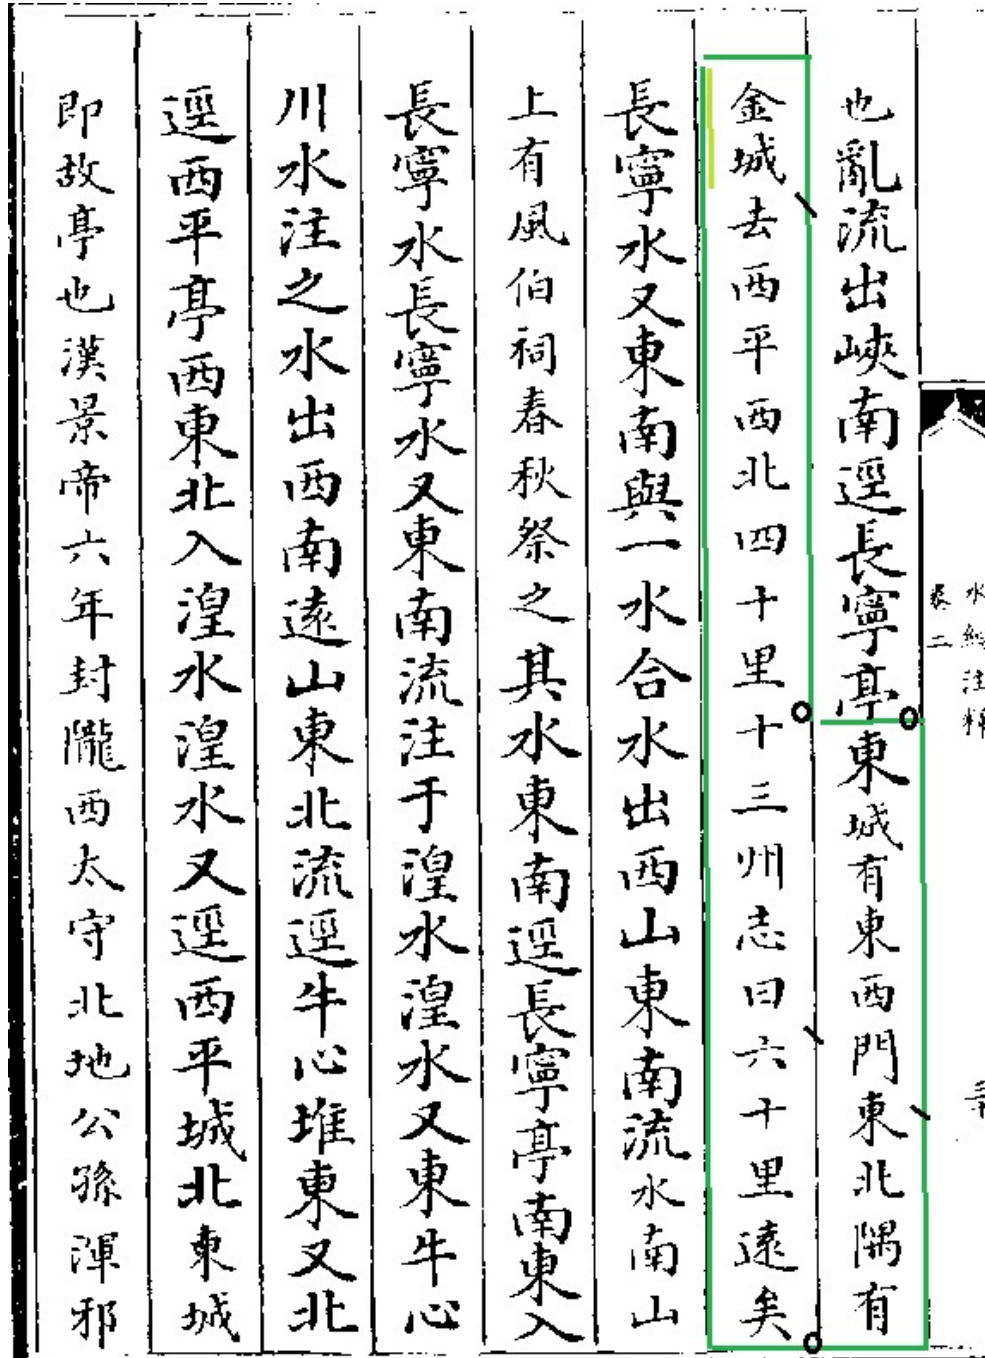 也亂流出峽南逕長寧亭東城有東西門東北隅有
金城去西平西北四十里十三州志曰六十里遠矣
長寧水又東南與一水合水出西山東南流水南山
上有風伯祠春秋祭之其水東南逕長寧亭南東入
長寧水長寧水又東南流注于湟水湟水又東牛心
川水注之水出西南遠山東北流逕牛心堆東又北
逕西平亭西東北入湟水湟水又逕西平城北東城
即故亭也漢景帝六年封隴西太守北地公孫渾邪
水經注釋
卷二